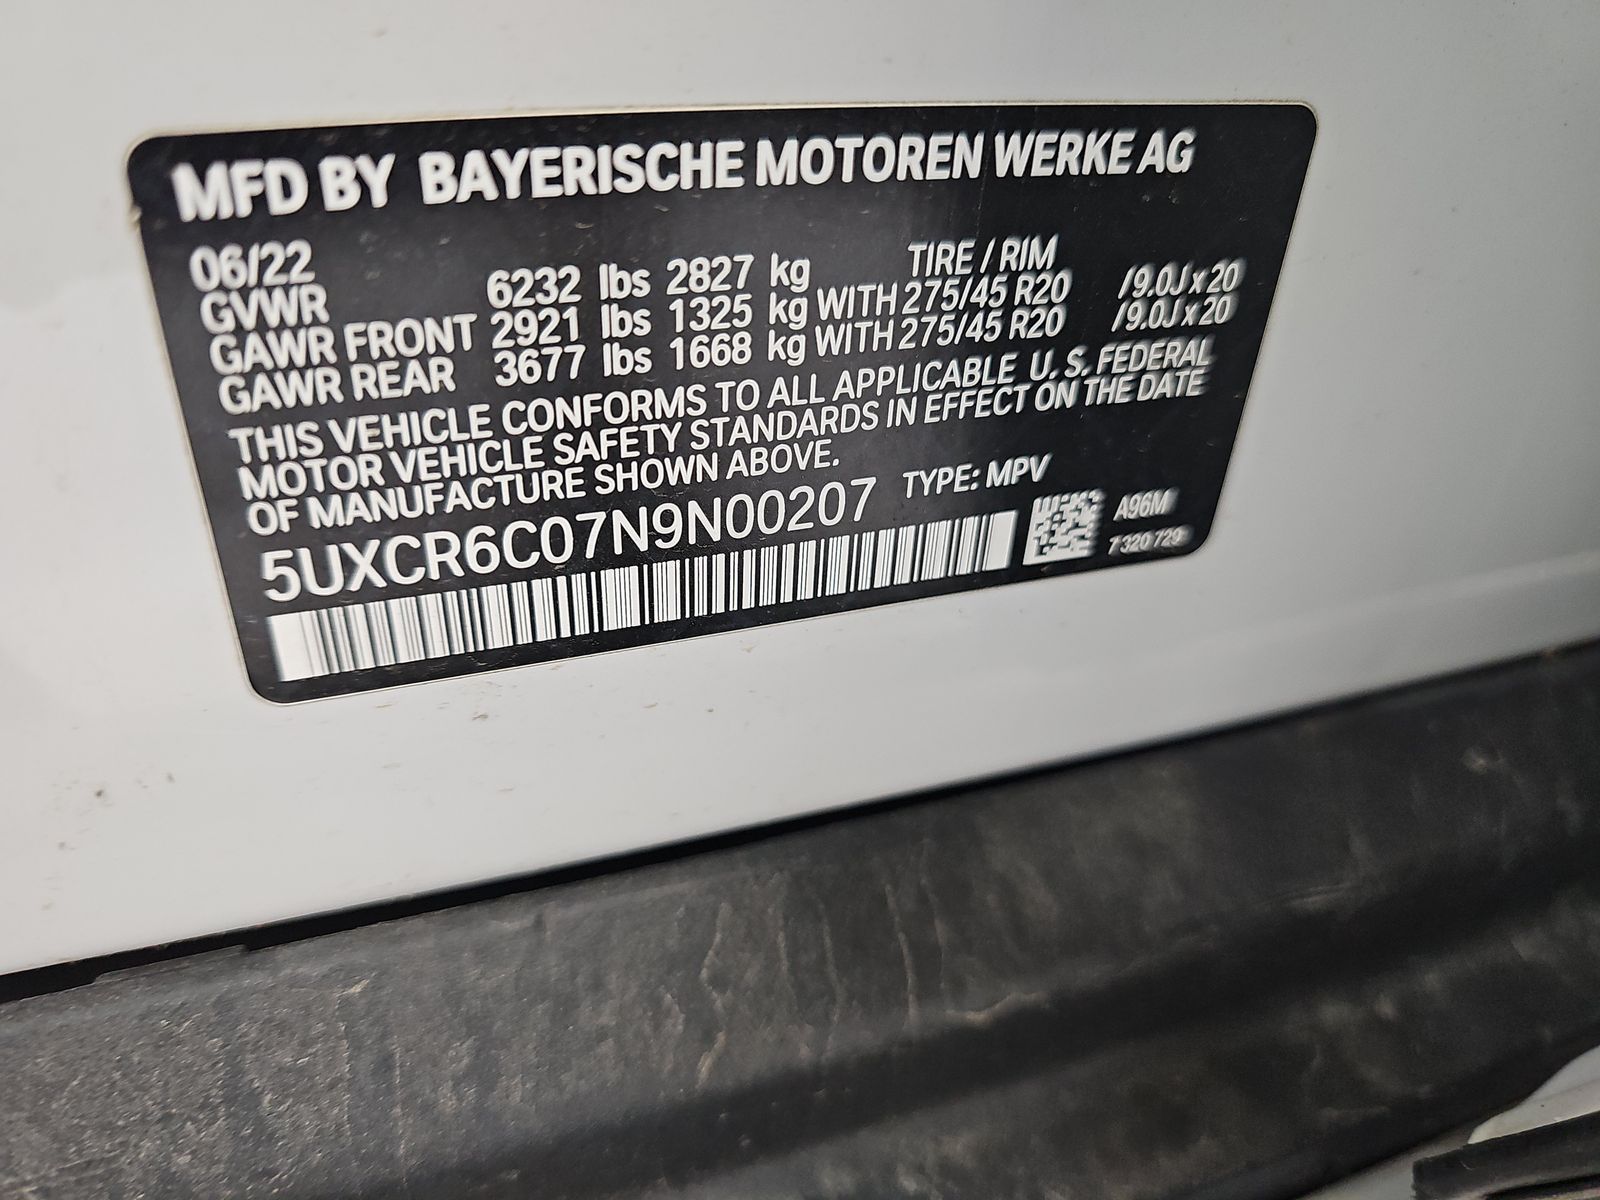 MFD BY BAYERISCHE MOTOREN WERKE AG
06/22 TIRE / RIM
GVWR 6232 lbs 2827 kg
GAWR FRONT 2921 lbs 1325 kg WITH 275/45 R20 /9.0J x 20
GAWR REAR 3677 lbs 1668 kg WITH 275/45 R20 /9.0J x 20
THIS VEHICLE CONFORMS TO ALL APPLICABLE U. S. FEDERAL
MOTOR VEHICLE SAFETY STANDARDS IN EFFECT ON THE DATE
OF MANUFACTURE SHOWN ABOVE.
5UXCR6C07N9N00207 TYPE: MPV
A96M
7 320 729